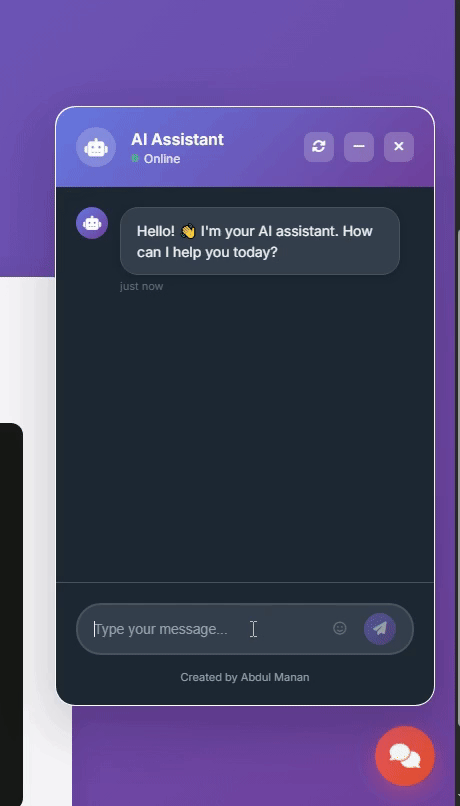 AI Assistant
Online
Hello! 👋 I'm your AI assistant. How
can I help you today?
just now
Type your message...
Created by Abdul Manan